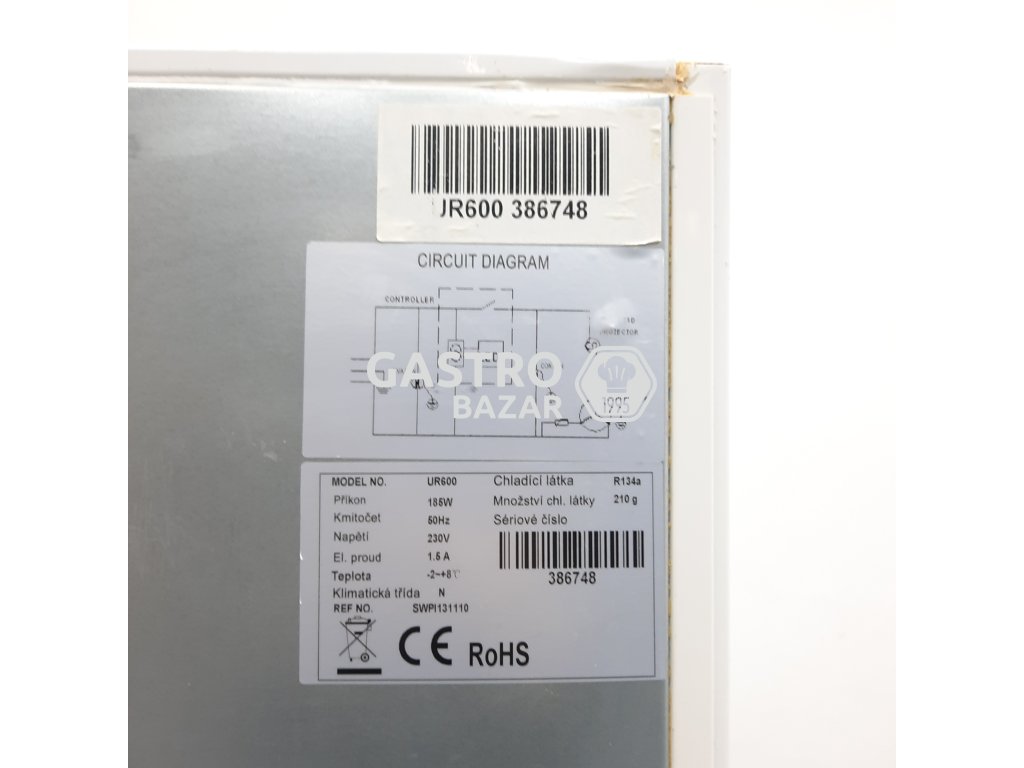 UR600 386748
CIRCUIT DIAGRAM
CONTROLLER
GASTRO
BAZAR
1995
MODEL NO. UR600 Chladící látka R134a
Příkon 185W Množství chl. látky 210 g
Kmitočet 50Hz Sériové číslo
Napětí 230V
El. proud 1.5 A
386748
Teplota -2~+8℃
Klimatická třída N
REF NO. SWPI131110
CE RoHS